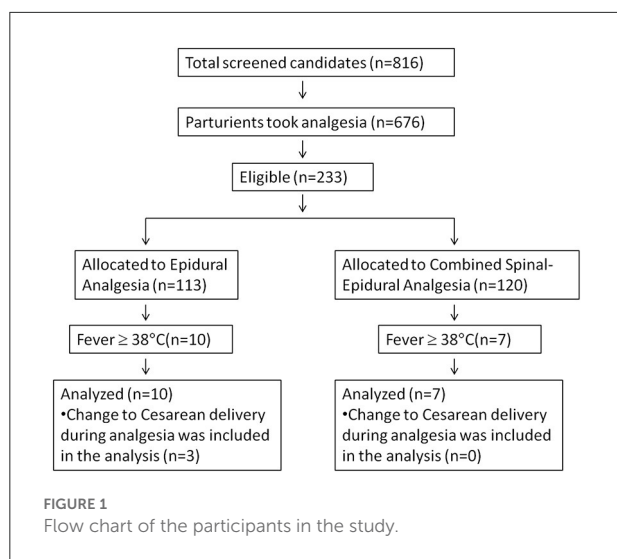 Total screened candidates (n=816)
Parturients took analgesia (n=676)
Eligible (n=233)
Allocated to Epidural
Analgesia (n=113)
Allocated to Combined Spinal-
Epidural Analgesia (n=120)
Fever ≥ 38°C(n=10)
Fever ≥ 38°C(n=7)
Analyzed (n=10)
•Change to Cesarean delivery
during analgesia was included
in the analysis (n=3)
Analyzed (n=7)
•Change to Cesarean delivery
during analgesia was included
in the analysis (n=0)
FIGURE 1
Flow chart of the participants in the study.